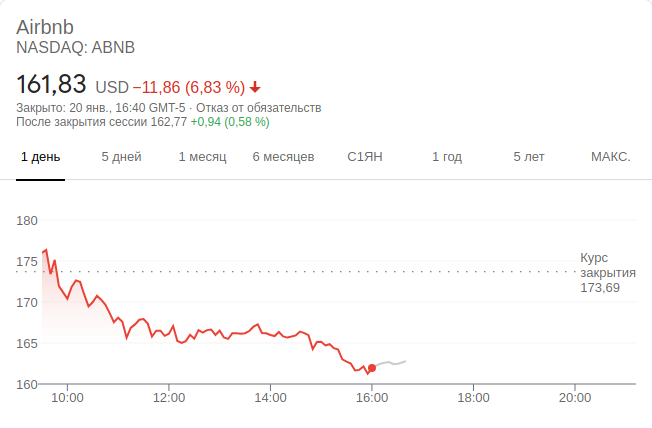 Airbnb
NASDAQ: ABNB
161,83 USD −11,86 (6,83 %)
Закрыто: 20 янв., 16:40 GMT-5 · Отказ от обязательств
После закрытия сессии 162,77 +0,94 (0,58 %)
1 день 5 дней 1 месяц 6 месяцев С1ЯН 1 год 5 лет МАКС.
180
175
170
165
160
Курс
закрытия
173,69
10:00 12:00 14:00 16:00 18:00 20:00